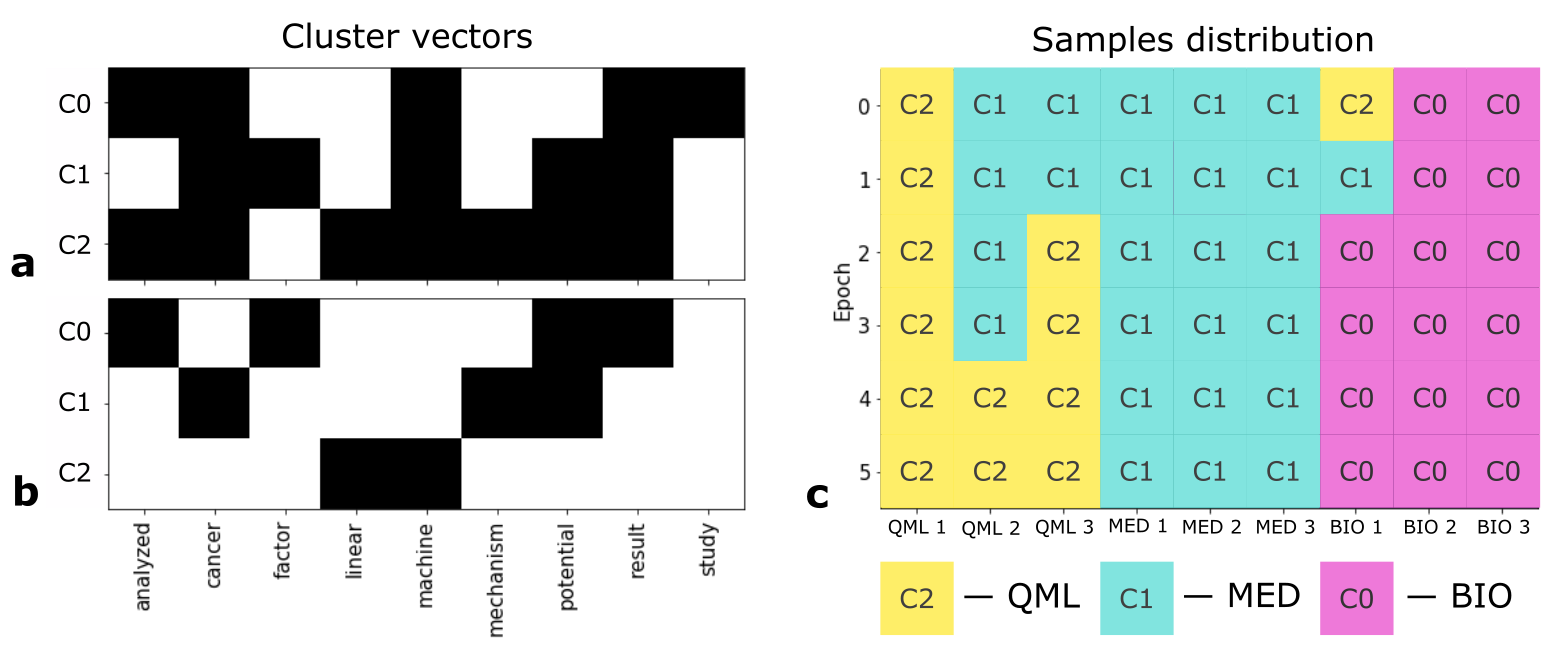 Cluster vectors
C0
C1
C2
a
C0
C1
C2
b
analyzed
cancer
factor
linear
machine
mechanism
potential
result
study
Samples distribution
Epoch
0 C2 C1 C1 C1 C1 C1 C2 C0 C0
1 C2 C1 C1 C1 C1 C1 C1 C0 C0
2 C2 C1 C2 C1 C1 C1 C0 C0 C0
3 C2 C1 C2 C1 C1 C1 C0 C0 C0
4 C2 C2 C2 C1 C1 C1 C0 C0 C0
5 C2 C2 C2 C1 C1 C1 C0 C0 C0
c
QML 1 QML 2 QML 3 MED 1 MED 2 MED 3 BIO 1 BIO 2 BIO 3
C2 — QML C1 — MED C0 — BIO